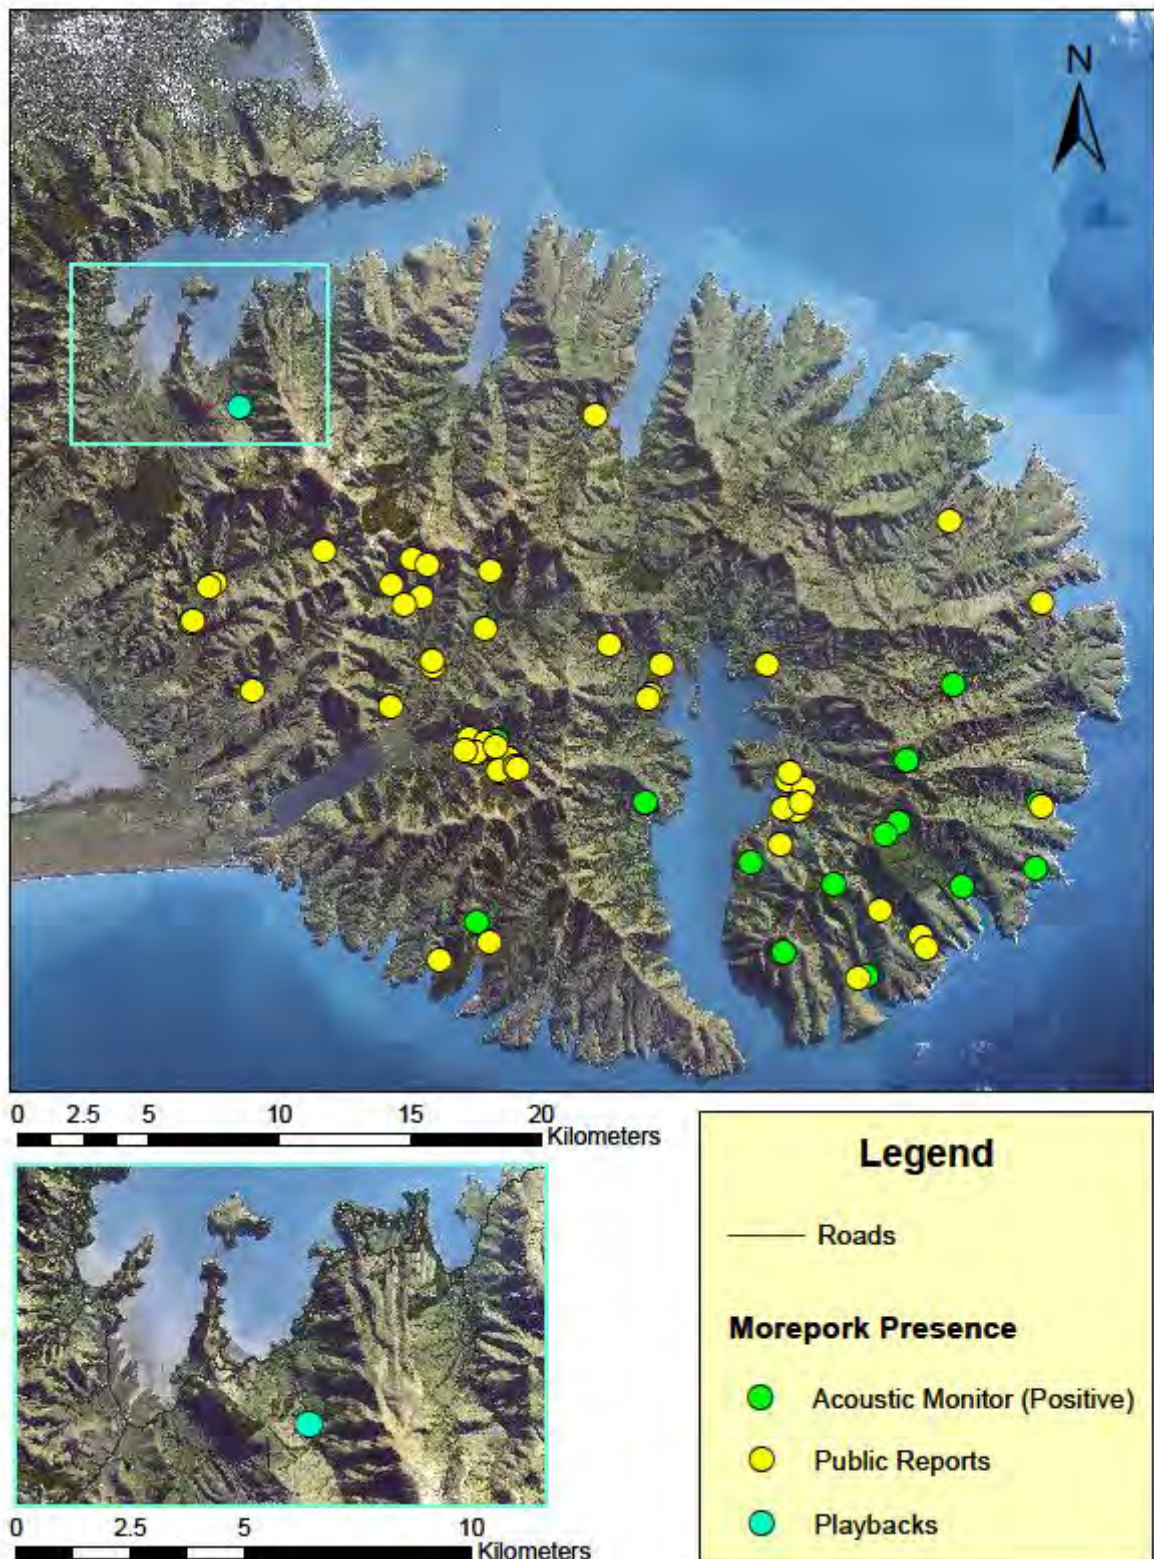 N
0 2.5 5 10 15 20
Kilometers
0 2.5 5 10
Kilometers
Legend
Roads
Morepork Presence
Acoustic Monitor (Positive)
Public Reports
Playbacks